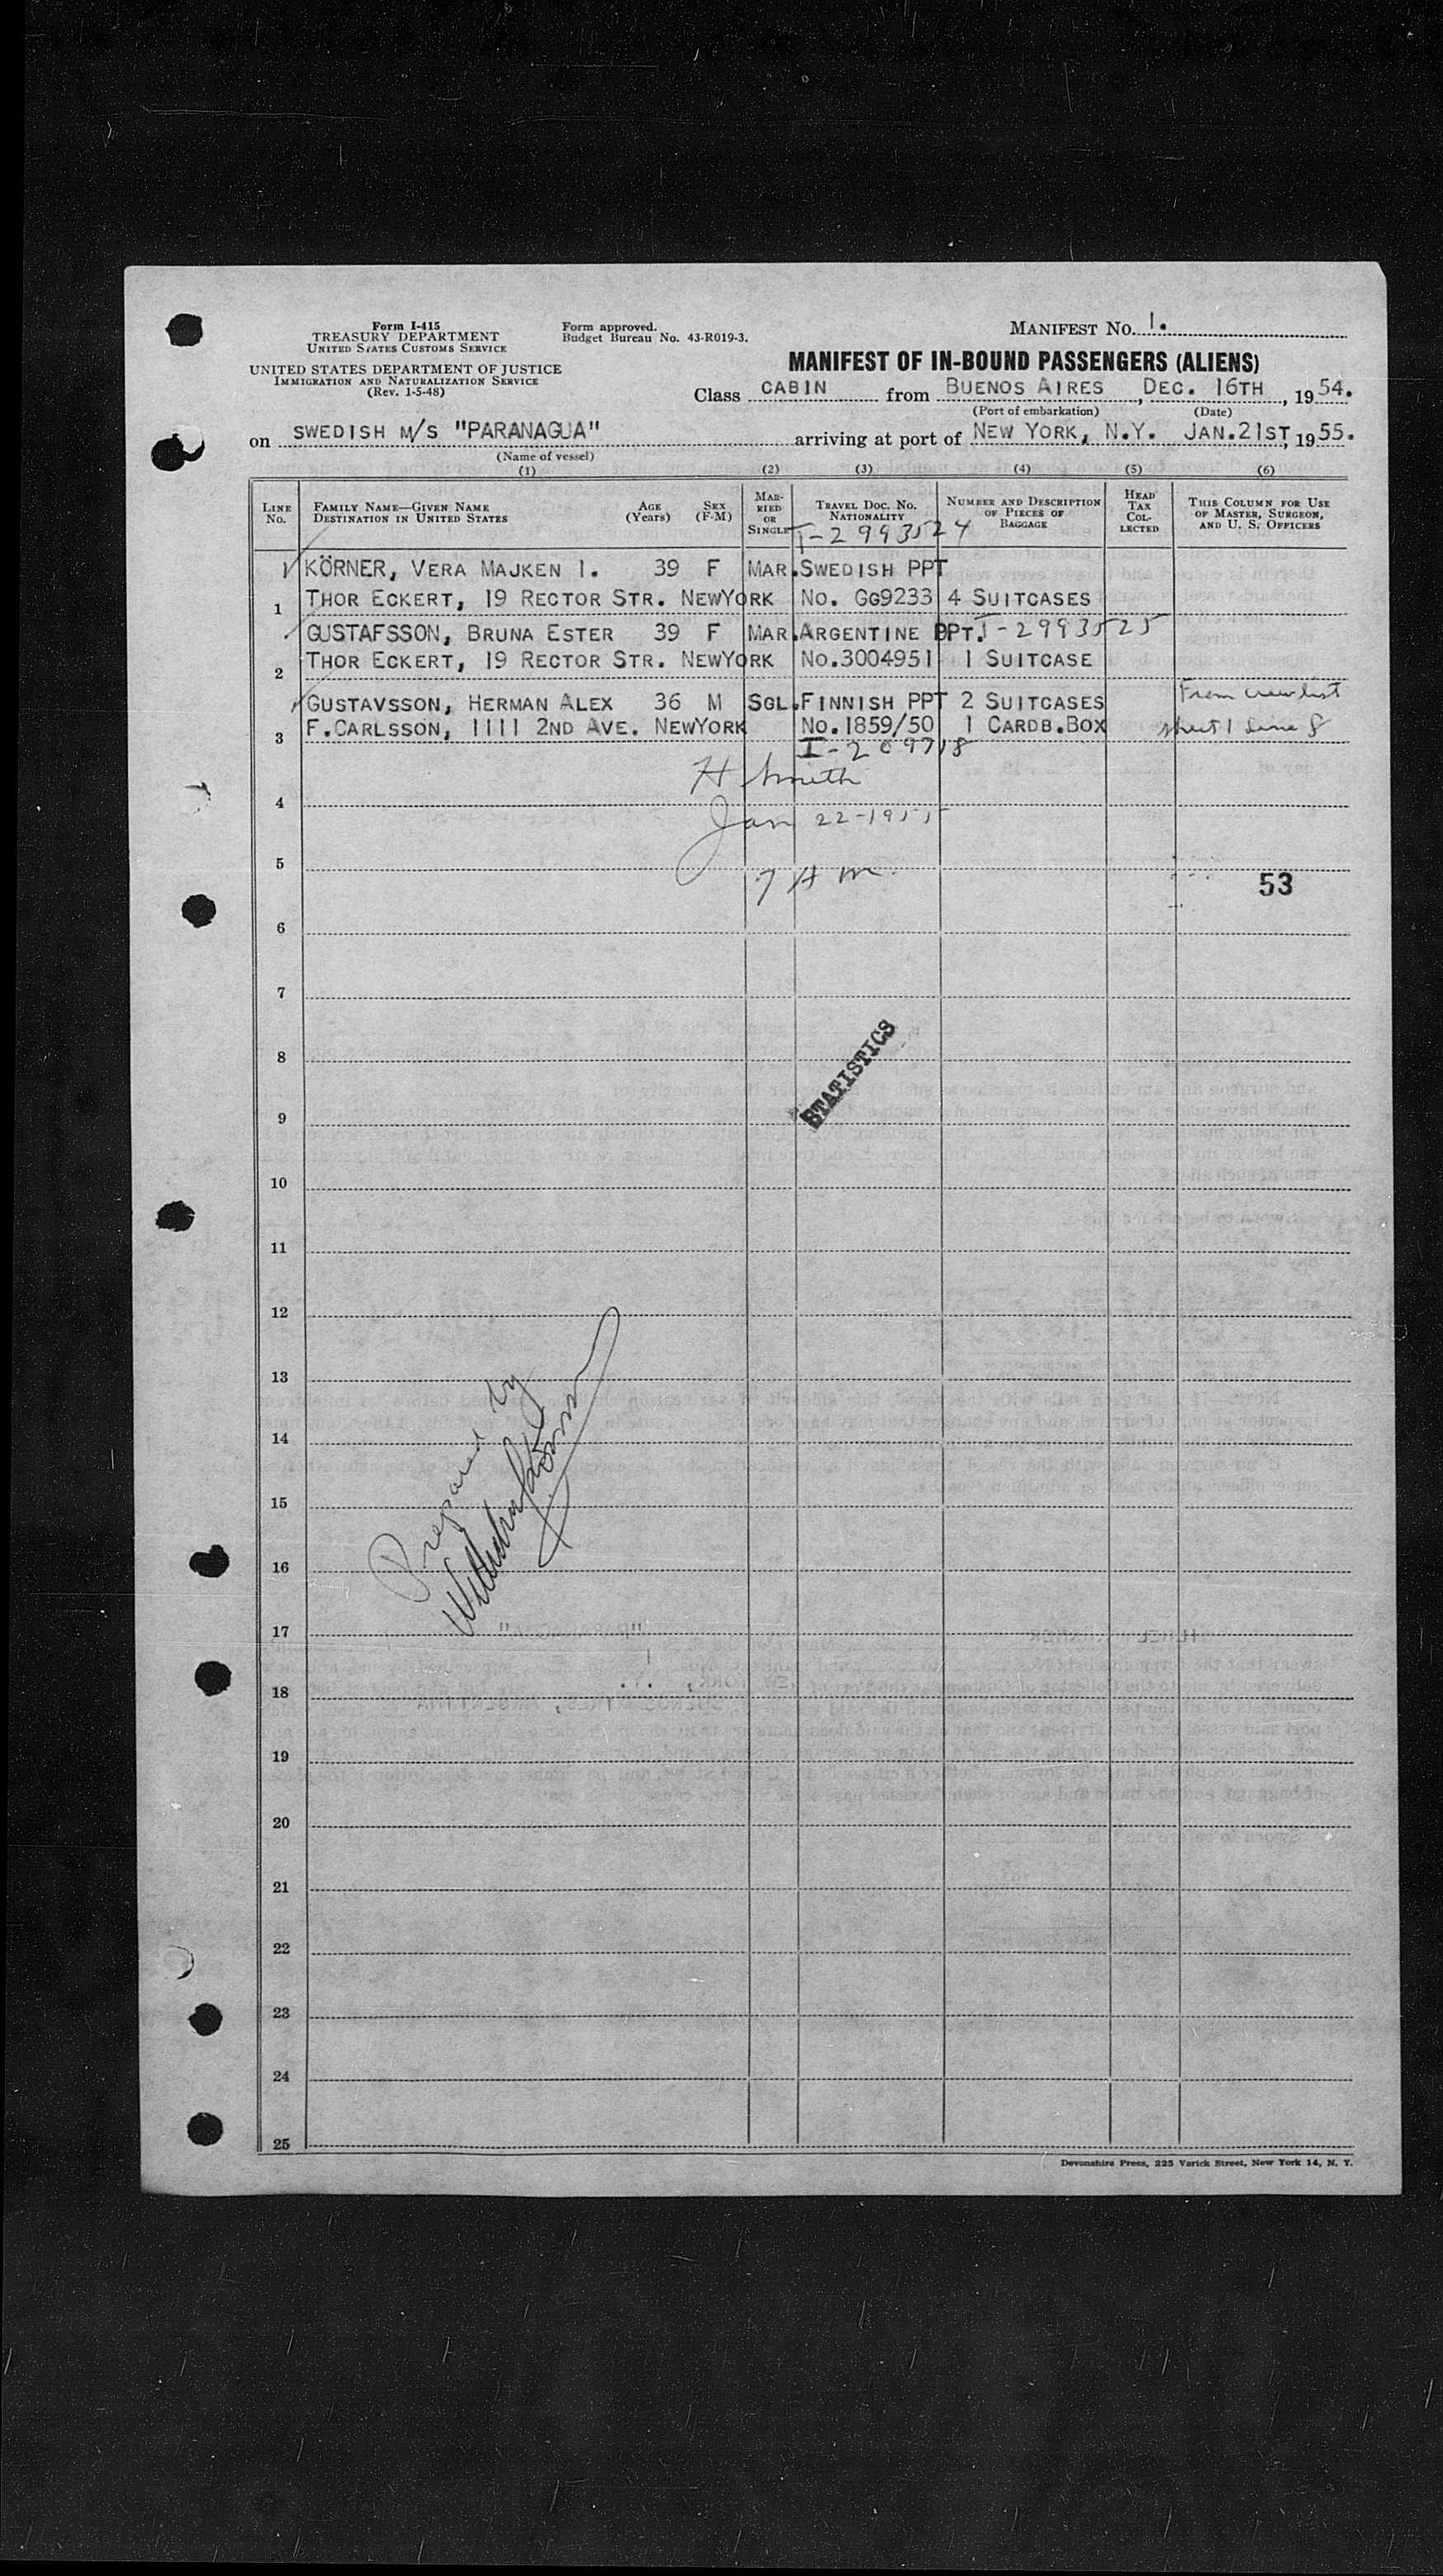 Form I-415
TREASURY DEPARTMENT
UNITED STATES CUSTOMS SERVICE
UNITED STATES DEPARTMENT OF JUSTICE
IMMIGRATION AND NATURALIZATION SERVICE
(Rev. 1-5-48)
Form approved.
Budget Bureau No. 43-R019-3.
MANIFEST No. 1.
MANIFEST OF IN-BOUND PASSENGERS (ALIENS)
Class CABIN from BUENOS AIRES, DEC. 16TH, 1954.
(Port of embarkation) (Date)
on SWEDISH M/S "PARANAGUA" arriving at port of NEW YORK, N.Y. JAN.21ST, 1955.
(Name of vessel)
(1) (2) (3) (4) (5) (6)
LINE No. FAMILY NAME—GIVEN NAME DESTINATION IN UNITED STATES AGE (Years) SEX (F-M) MARRIED OR SINGLE TRAVEL DOC. No. NATIONALITY NUMBER AND DESCRIPTION OF PIECES OF BAGGAGE HEAD TAX COLLECTED THIS COLUMN FOR USE OF MASTER, SURGEON, AND U. S. OFFICERS
I-2993524
KÖRNER, VERA MAJKEN I. 39 F MAR. SWEDISH PPT
1 THOR ECKERT, 19 RECTOR STR. NEWYORK No. GG9233 4 SUITCASES
GUSTAFSSON, BRUNA ESTER 39 F MAR. ARGENTINE PPT. I-2993525
2 THOR ECKERT, 19 RECTOR STR. NEWYORK No.3004951 1 SUITCASE
GUSTAVSSON, HERMAN ALEX 36 M SGL. FINNISH PPT 2 SUITCASES From crew list
3 F.CARLSSON, 1111 2ND AVE. NEWYORK No.1859/50 1 CARDB.BOX sheet 1 line 8
H Smith
4
Jan 22-1955
5
7 A m.
53
6
7
8
STATISTICS
9
10
11
12
13
Prepared by
14
15
16
17
18
19
20
21
22
23
24
25
Devonshire Press, 225 Varick Street, New York 14, N. Y.